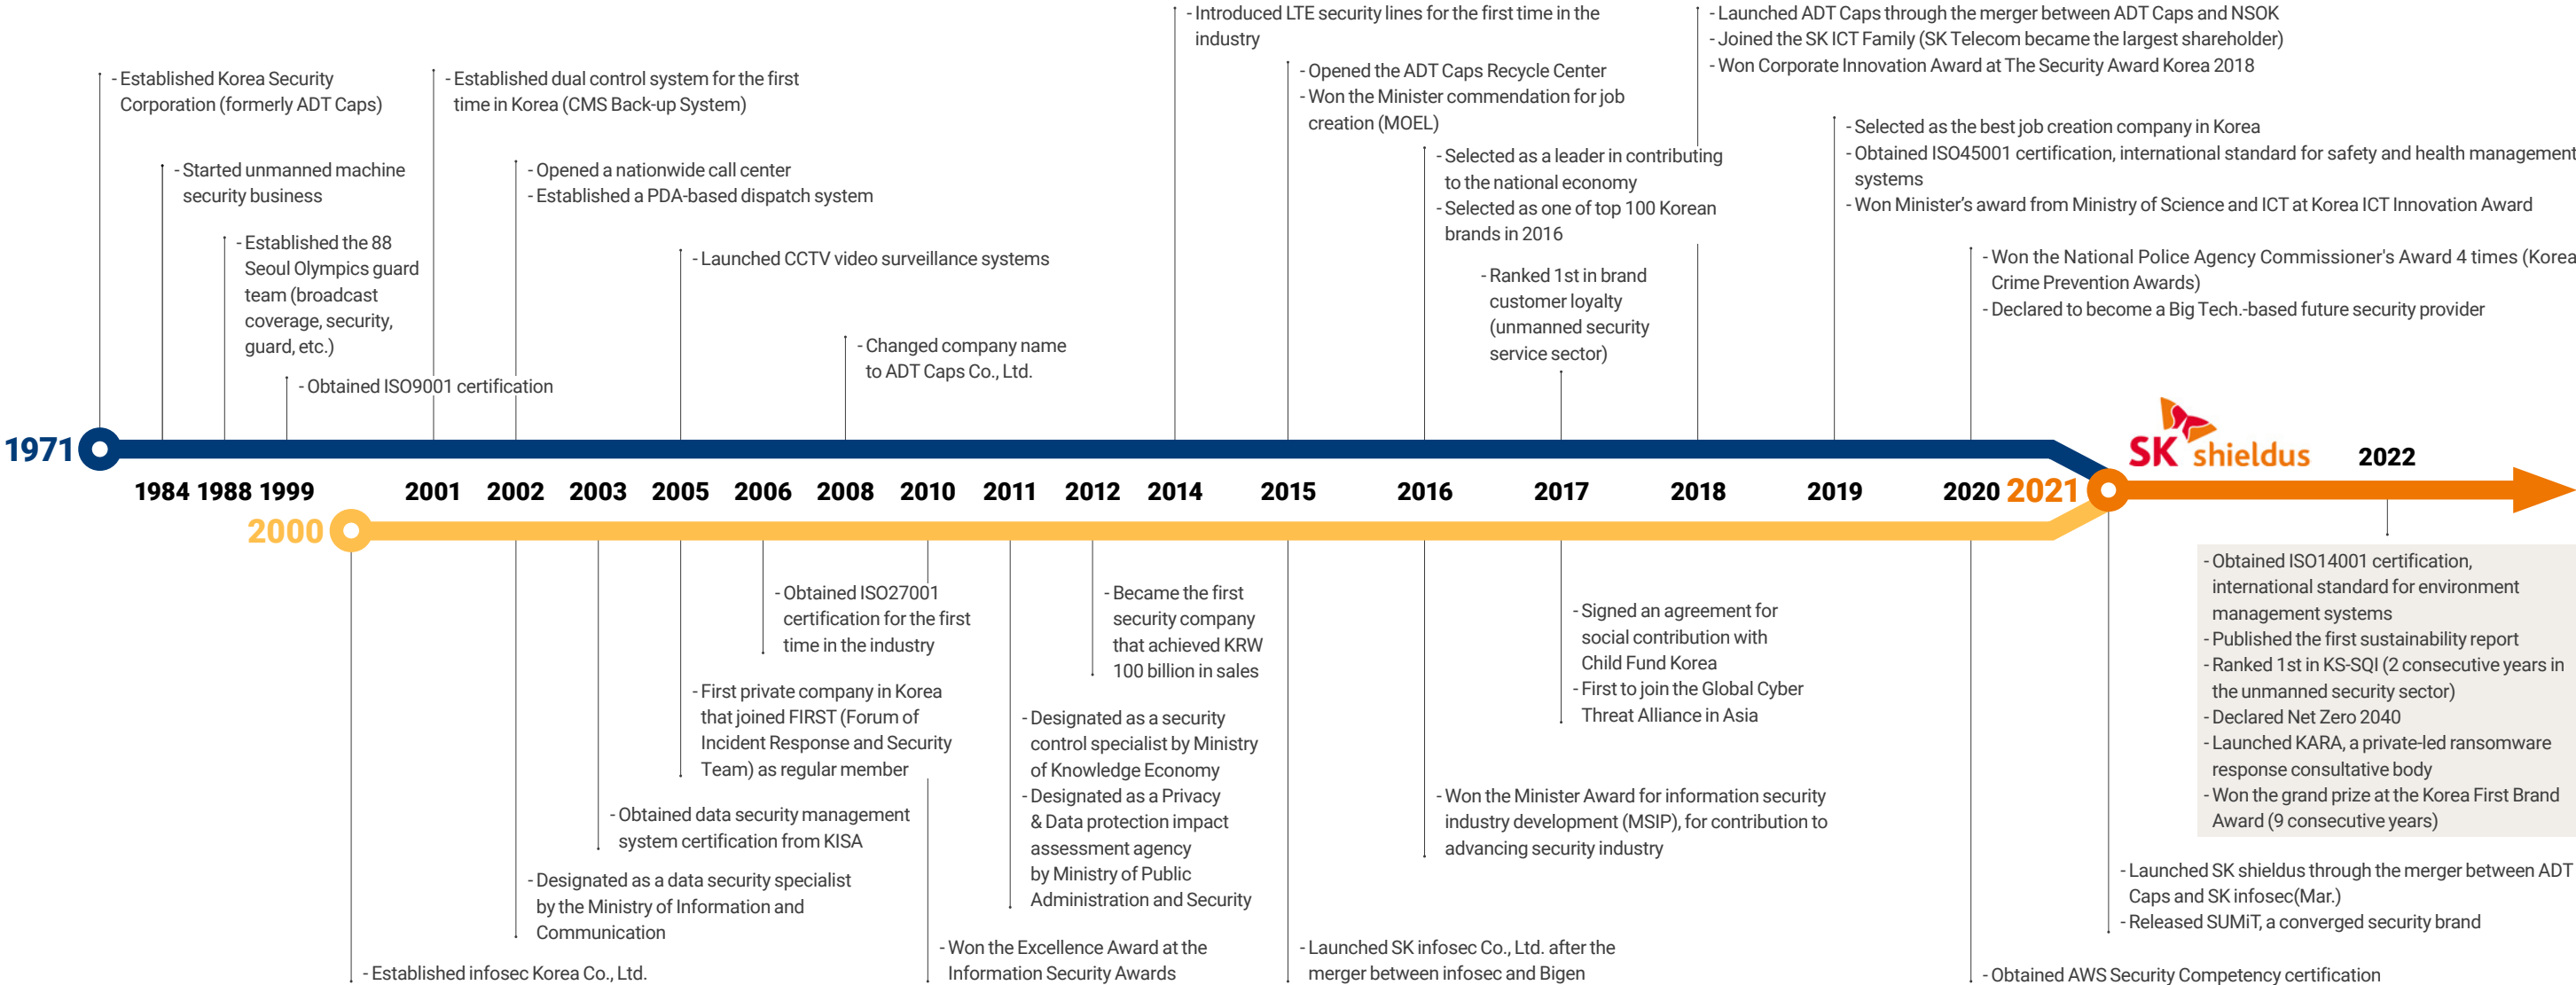 - Established Korea Security
Corporation (formerly ADT Caps)
- Started unmanned machine
security business
- Established the 88
Seoul Olympics guard
team (broadcast
coverage, security,
guard, etc.)
- Obtained ISO9001 certification
- Established dual control system for the first
time in Korea (CMS Back-up System)
- Opened a nationwide call center
- Established a PDA-based dispatch system
- Launched CCTV video surveillance systems
- Changed company name
to ADT Caps Co., Ltd.
- Introduced LTE security lines for the first time in the
industry
- Opened the ADT Caps Recycle Center
- Won the Minister commendation for job
creation (MOEL)
- Selected as a leader in contributing
to the national economy
- Selected as one of top 100 Korean
brands in 2016
- Ranked 1st in brand
customer loyalty
(unmanned security
service sector)
- Launched ADT Caps through the merger between ADT Caps and NSOK
- Joined the SK ICT Family (SK Telecom became the largest shareholder)
- Won Corporate Innovation Award at The Security Award Korea 2018
- Selected as the best job creation company in Korea
- Obtained ISO45001 certification, international standard for safety and health management
systems
- Won Minister's award from Ministry of Science and ICT at Korea ICT Innovation Award
- Won the National Police Agency Commissioner's Award 4 times (Korea
Crime Prevention Awards)
- Declared to become a Big Tech.-based future security provider
1971
SK shieldus
2022
1984 1988 1999 2001 2002 2003 2005 2006 2008 2010 2011 2012 2014 2015 2016 2017 2018 2019 2020 2021
2000
- Established infosec Korea Co., Ltd.
- Designated as a data security specialist
by the Ministry of Information and
Communication
- Obtained data security management
system certification from KISA
- First private company in Korea
that joined FIRST (Forum of
Incident Response and Security
Team) as regular member
- Obtained ISO27001
certification for the first
time in the industry
- Won the Excellence Award at the
Information Security Awards
- Designated as a security
control specialist by Ministry
of Knowledge Economy
- Designated as a Privacy
& Data protection impact
assessment agency
by Ministry of Public
Administration and Security
- Became the first
security company
that achieved KRW
100 billion in sales
- Launched SK infosec Co., Ltd. after the
merger between infosec and Bigen
- Won the Minister Award for information security
industry development (MSIP), for contribution to
advancing security industry
- Signed an agreement for
social contribution with
Child Fund Korea
- First to join the Global Cyber
Threat Alliance in Asia
- Obtained AWS Security Competency certification
- Launched SK shieldus through the merger between ADT
Caps and SK infosec(Mar.)
- Released SUMiT, a converged security brand
- Obtained ISO14001 certification,
international standard for environment
management systems
- Published the first sustainability report
- Ranked 1st in KS-SQI (2 consecutive years in
the unmanned security sector)
- Declared Net Zero 2040
- Launched KARA, a private-led ransomware
response consultative body
- Won the grand prize at the Korea First Brand
Award (9 consecutive years)